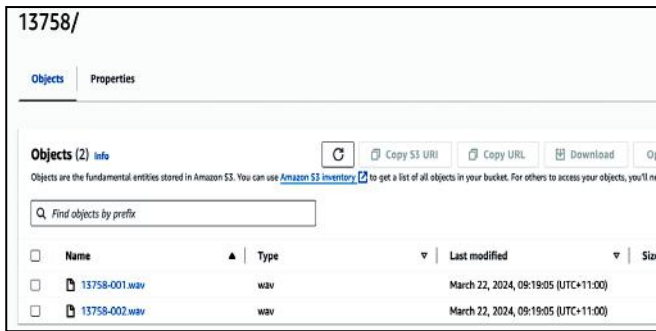 13758/
Objects Properties
Objects (2) Info Copy S3 URI Copy URL Download
Objects are the fundamental entities stored in Amazon S3. You can use Amazon S3 inventory to get a list of all objects in your bucket. For others to access your objects, you'll
Find objects by prefix
Name Type Last modified
13758-001.wav wav March 22, 2024, 09:19:05 (UTC+11:00)
13758-002.wav wav March 22, 2024, 09:19:05 (UTC+11:00)